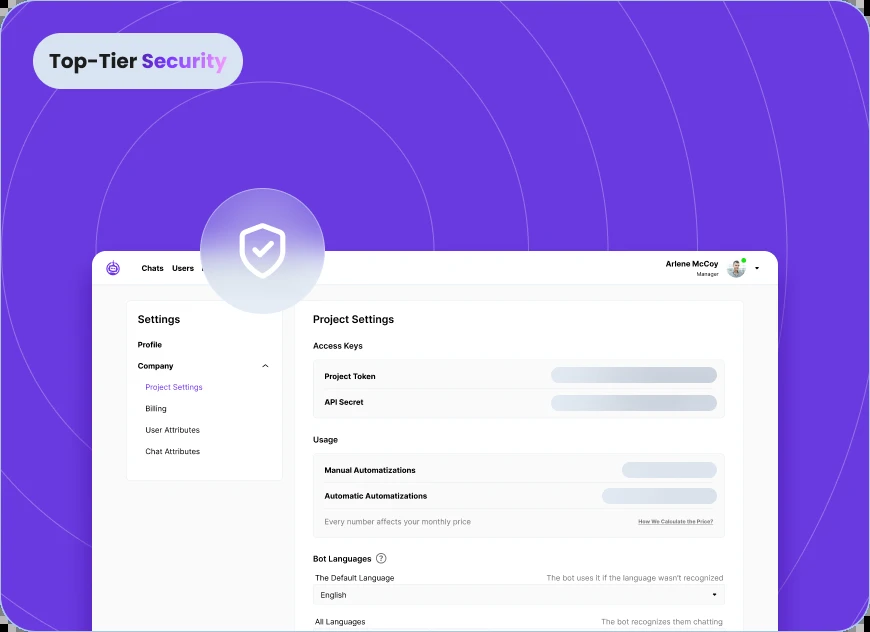 Top-Tier Security
Chats Users
Arlene McCoy
Manager
Settings
Profile
Company
Project Settings
Billing
User Attributes
Chat Attributes
Project Settings
Access Keys
Project Token
API Secret
Usage
Manual Automatizations
Automatic Automatizations
Every number affects your monthly price How We Calculate the Price?
Bot Languages ?
The Default Language The bot uses it if the language wasn't recognized
English
All Languages The bot recognizes them chatting